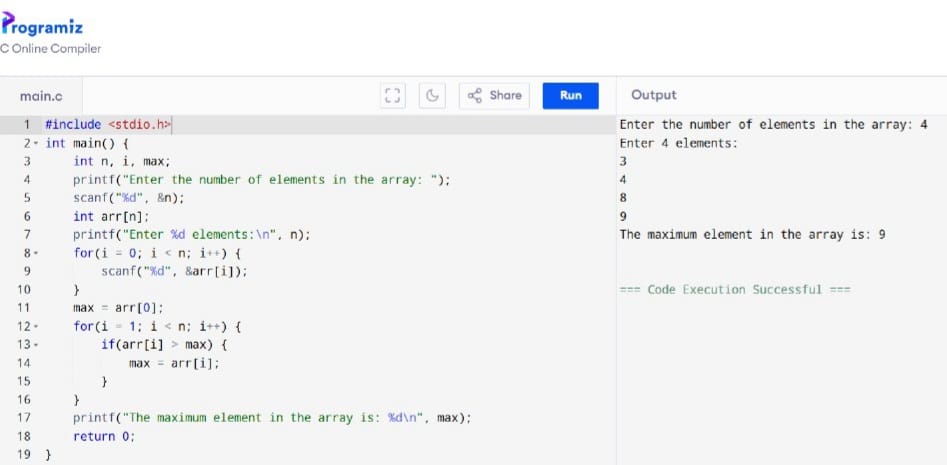 Programiz
C Online Compiler
main.c
Share
Run
Output
1 #include <stdio.h>
2 int main() {
3 int n, i, max;
4 printf("Enter the number of elements in the array: ");
5 scanf("%d", &n);
6 int arr[n];
7 printf("Enter %d elements:\n", n);
8 for(i = 0; i < n; i++) {
9 scanf("%d", &arr[i]);
10 }
11 max = arr[0];
12 for(i = 1; i < n; i++) {
13 if(arr[i] > max) {
14 max = arr[i];
15 }
16 }
17 printf("The maximum element in the array is: %d\n", max);
18 return 0;
19 }
Enter the number of elements in the array: 4
Enter 4 elements:
3
4
8
9
The maximum element in the array is: 9
=== Code Execution Successful ===